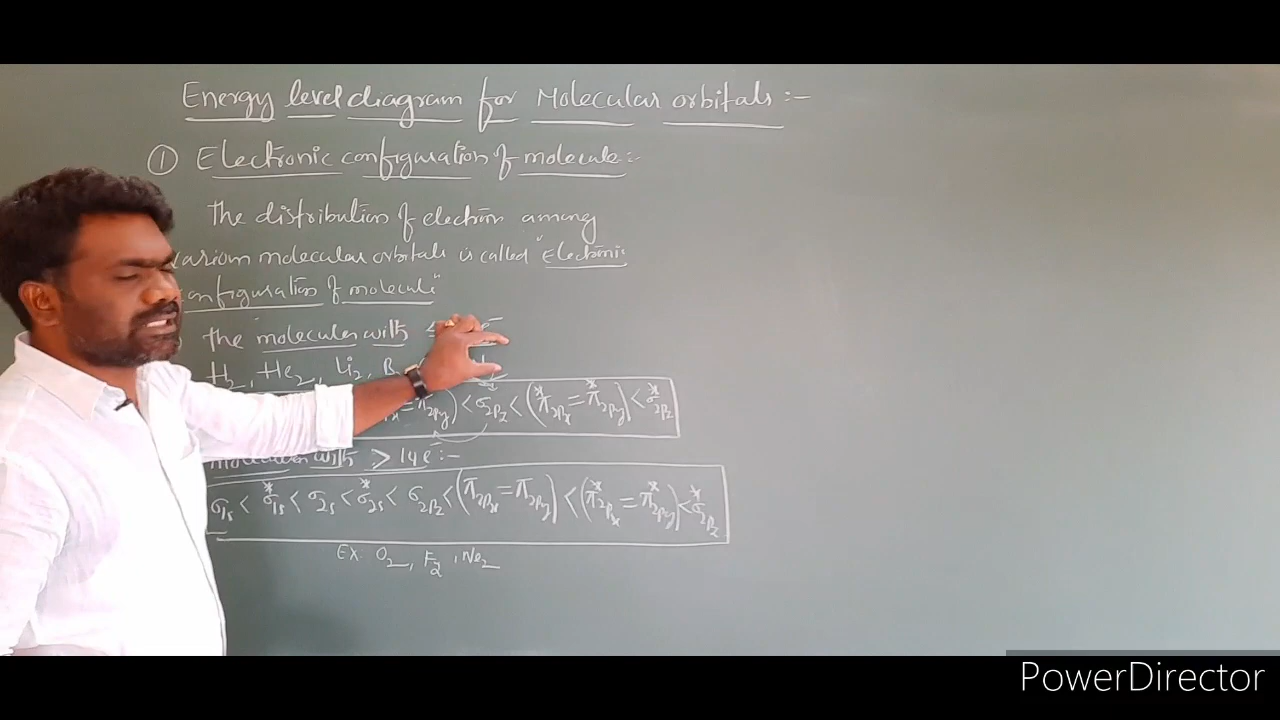 Energy level diagram for Molecular orbitals :-
① Electronic configuration of molecule :-
The distribution of electron among
various molecular orbitals is called "Electronic
configuration of molecule"
the molecules with
H₂, He₂, Li₂, B
π2py) < σ2pz < (π*2px = π*2py) < σ*2pz
molecules with > 14e⁻ :-
σ1s < σ*1s < σ2s < σ*2s < σ2pz < (π2px = π2py) < (π*2px = π*2py) < σ*2pz
Ex: O₂, F₂, Ne₂
PowerDirector